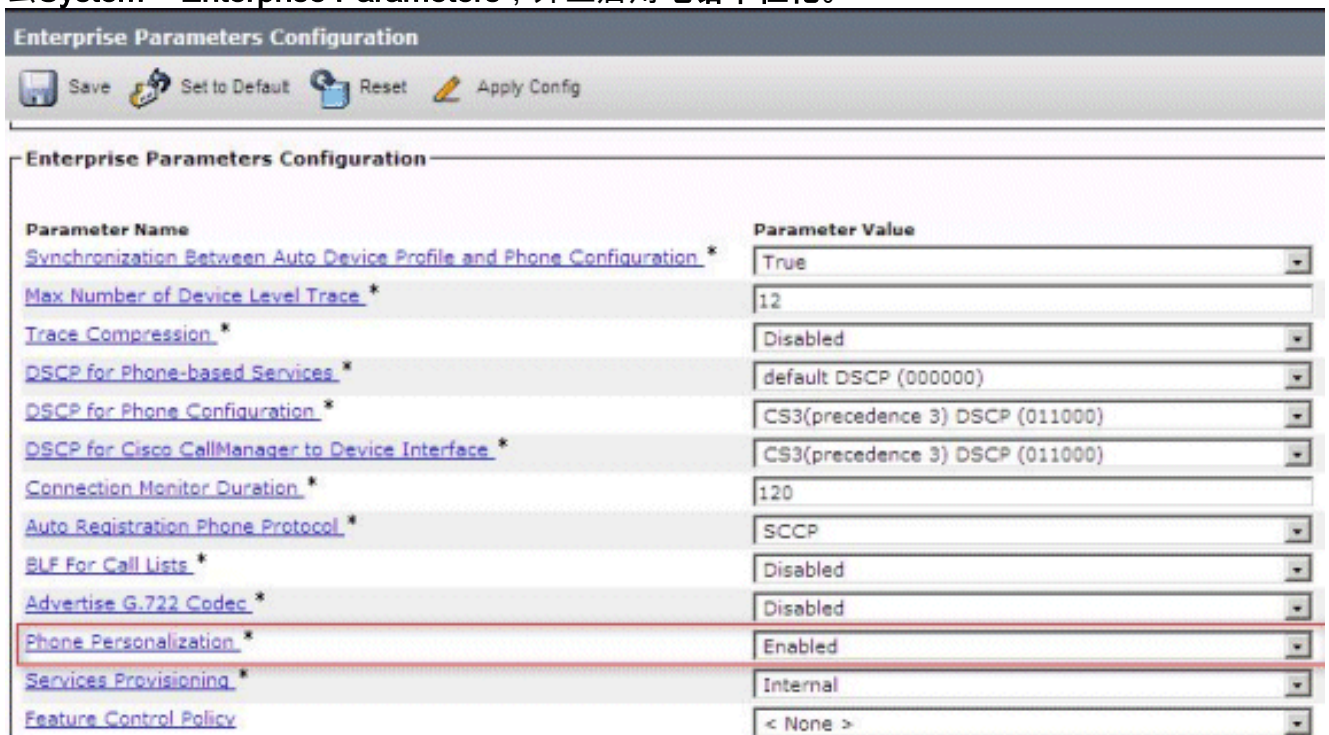 System > Enterprise Parameters
Enterprise Parameters Configuration
Save Set to Default Reset Apply Config
Enterprise Parameters Configuration
Parameter Name Parameter Value
Synchronization Between Auto Device Profile and Phone Configuration * True
Max Number of Device Level Trace * 12
Trace Compression * Disabled
DSCP for Phone-based Services * default DSCP (000000)
DSCP for Phone Configuration * CS3(precedence 3) DSCP (011000)
DSCP for Cisco CallManager to Device Interface * CS3(precedence 3) DSCP (011000)
Connection Monitor Duration * 120
Auto Registration Phone Protocol * SCCP
BLF For Call Lists * Disabled
Advertise G.722 Codec * Disabled
Phone Personalization * Enabled
Services Provisioning * Internal
Feature Control Policy < None >